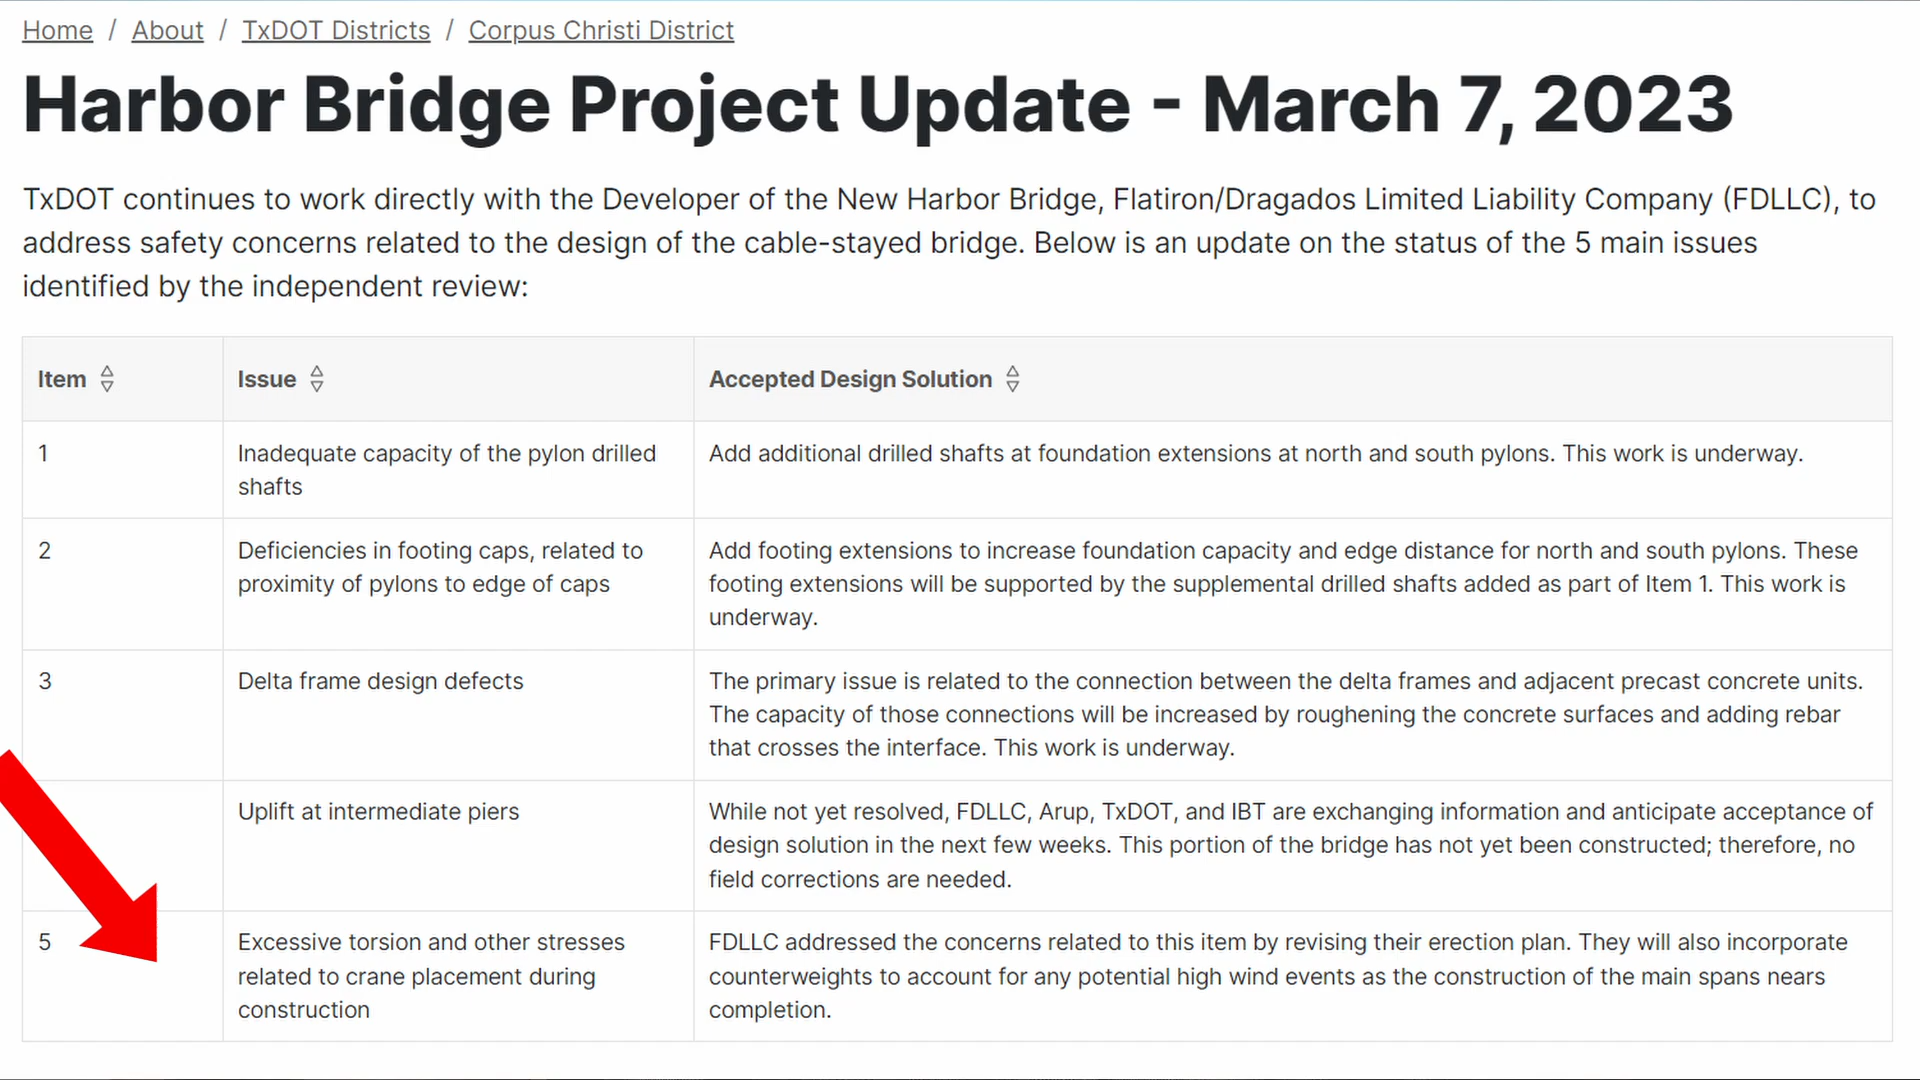 Home / About / TxDOT Districts / Corpus Christi District
Harbor Bridge Project Update - March 7, 2023
TxDOT continues to work directly with the Developer of the New Harbor Bridge, Flatiron/Dragados Limited Liability Company (FDLLC), to
address safety concerns related to the design of the cable-stayed bridge. Below is an update on the status of the 5 main issues
identified by the independent review:
Item Issue Accepted Design Solution
1 Inadequate capacity of the pylon drilled Add additional drilled shafts at foundation extensions at north and south pylons. This work is underway.
shafts
2 Deficiencies in footing caps, related to Add footing extensions to increase foundation capacity and edge distance for north and south pylons. These
proximity of pylons to edge of caps footing extensions will be supported by the supplemental drilled shafts added as part of Item 1. This work is
underway.
3 Delta frame design defects The primary issue is related to the connection between the delta frames and adjacent precast concrete units.
The capacity of those connections will be increased by roughening the concrete surfaces and adding rebar
that crosses the interface. This work is underway.
Uplift at intermediate piers While not yet resolved, FDLLC, Arup, TxDOT, and IBT are exchanging information and anticipate acceptance of
design solution in the next few weeks. This portion of the bridge has not yet been constructed; therefore, no
field corrections are needed.
5 Excessive torsion and other stresses FDLLC addressed the concerns related to this item by revising their erection plan. They will also incorporate
related to crane placement during counterweights to account for any potential high wind events as the construction of the main spans nears
construction completion.